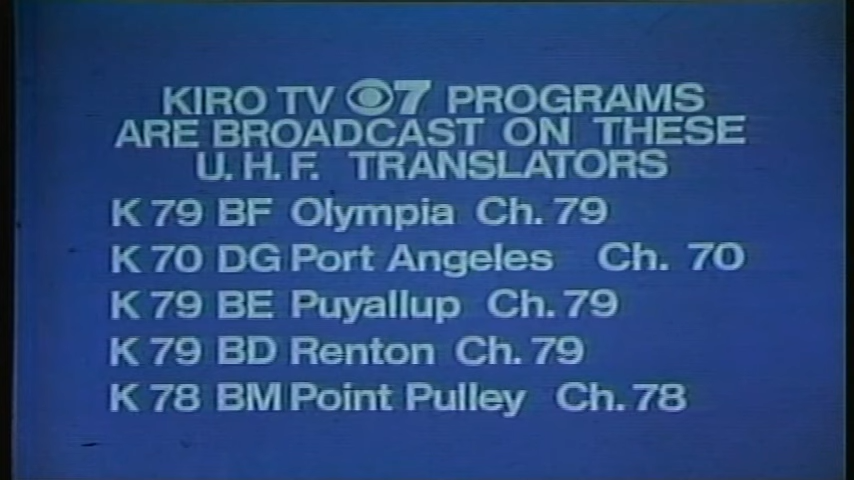 KIRO TV 7 PROGRAMS
ARE BROADCAST ON THESE
U. H. F. TRANSLATORS
K 79 BF Olympia Ch. 79
K 70 DG Port Angeles Ch. 70
K 79 BE Puyallup Ch. 79
K 79 BD Renton Ch. 79
K 78 BM Point Pulley Ch. 78